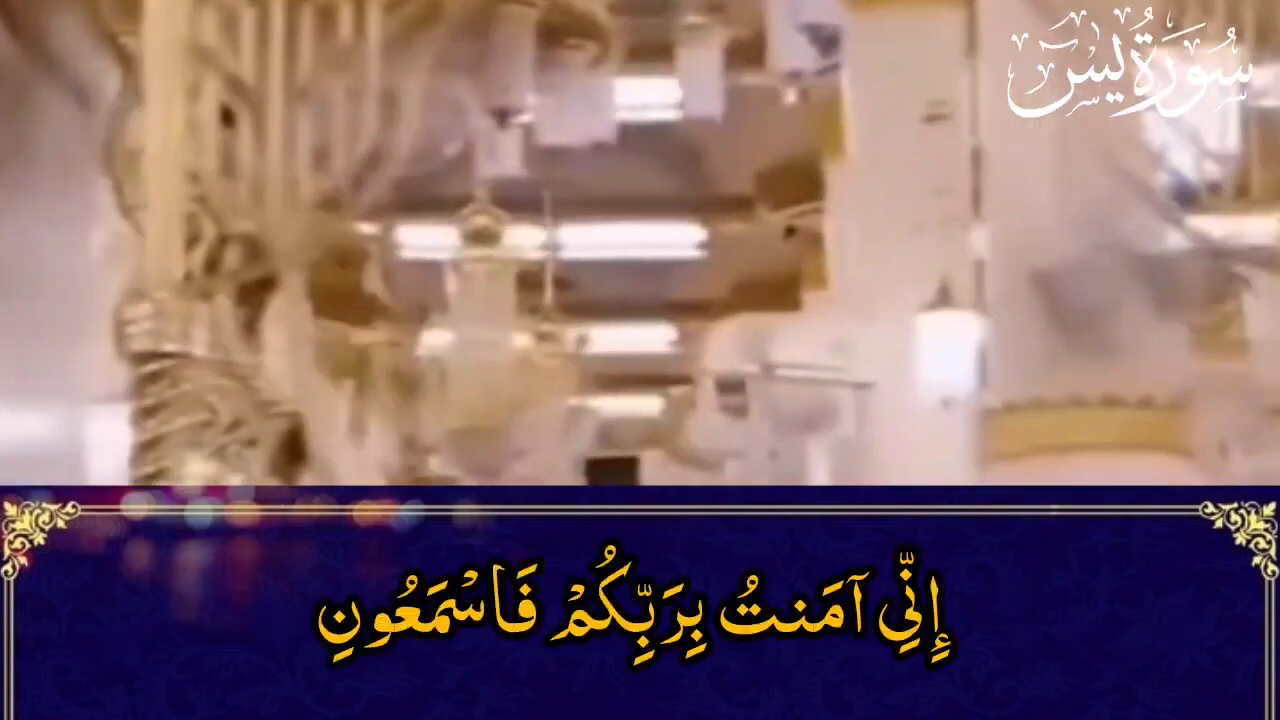 سُورَةُ يس
إِنِّي آمَنتُ بِرَبِّكُمْ فَاسْمَعُونِ